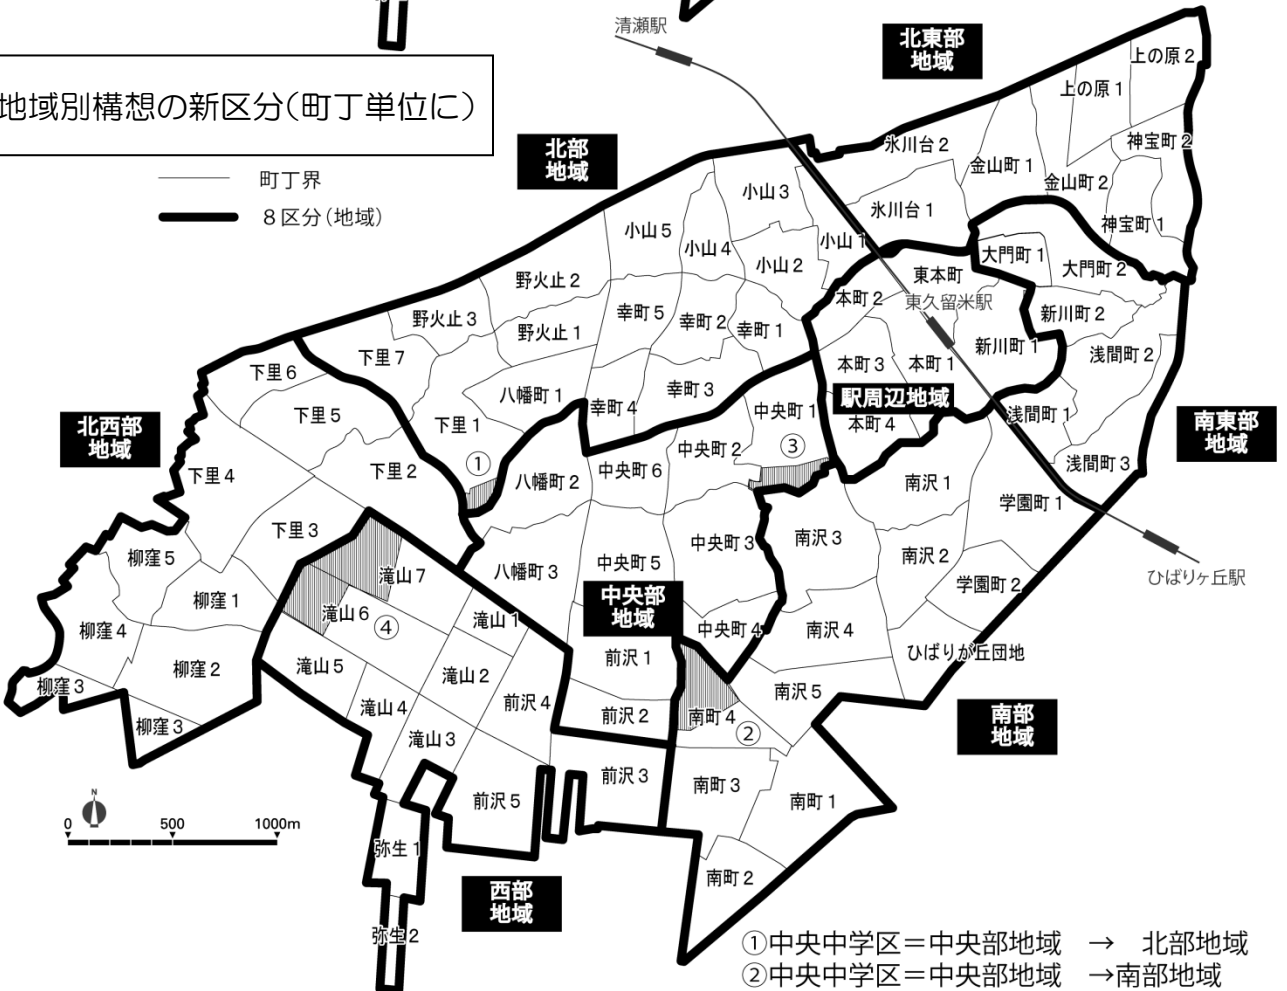 清瀬駅
北東部
地域
地域別構想の新区分(町丁単位に)
町丁界
8区分(地域)
北部
地域
上の原2
上の原1
氷川台2
神宝町2
金山町1
金山町2
小山3
氷川台1
神宝町1
小山5
小山4
小山1
小山2
大門町1
大門町2
東本町
野火止2
本町2
東久留米駅
野火止3
野火止1
幸町5
幸町2
幸町1
新川町2
新川町1
浅間町2
下里7
下里6
本町3
本町1
幸町3
八幡町1
駅周辺地域
幸町4
中央町1
浅間町1
下里5
北西部
地域
下里1
本町4
南東部
地域
③
中央町2
①
浅間町3
下里2
中央町6
下里4
八幡町2
南沢1
学園町1
下里3
南沢3
中央町3
柳窪5
南沢2
中央町5
八幡町3
滝山7
ひばりヶ丘駅
学園町2
柳窪1
中央部
地域
滝山6
④
滝山1
柳窪4
中央町4
南沢4
前沢1
ひばりが丘団地
滝山5
柳窪2
滝山2
柳窪3
南沢5
前沢4
滝山4
前沢2
南町4
②
南部
地域
柳窪3
滝山3
前沢3
南町3
前沢5
南町1
N
0 500 1000m
弥生1
南町2
西部
地域
弥生2
①中央中学区=中央部地域 → 北部地域
②中央中学区=中央部地域 →南部地域